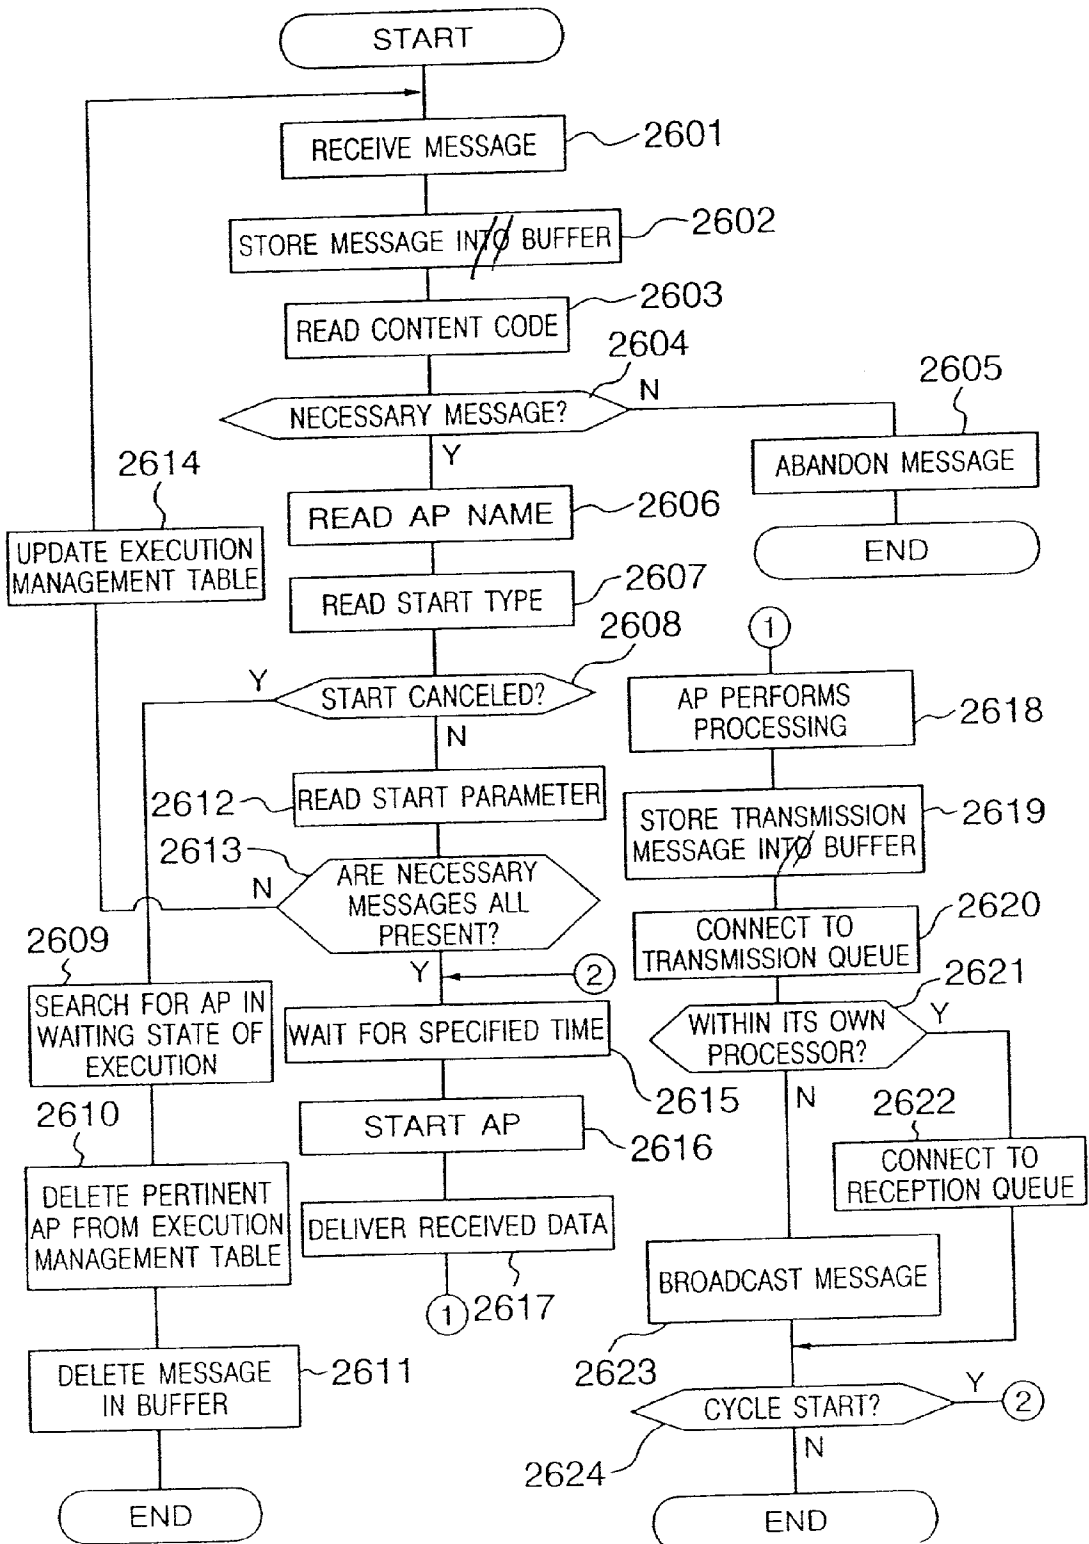 START
RECEIVE MESSAGE
2601
STORE MESSAGE INTO BUFFER
2602
READ CONTENT CODE
2603
NECESSARY MESSAGE?
2604
N
Y
2605
ABANDON MESSAGE
END
READ AP NAME
2606
READ START TYPE
2607
START CANCELED?
2608
Y
N
2614
UPDATE EXECUTION
MANAGEMENT TABLE
2612
READ START PARAMETER
2613
ARE NECESSARY
MESSAGES ALL
PRESENT?
N
Y
2
2609
SEARCH FOR AP IN
WAITING STATE OF
EXECUTION
2610
DELETE PERTINENT
AP FROM EXECUTION
MANAGEMENT TABLE
DELETE MESSAGE
IN BUFFER
2611
END
WAIT FOR SPECIFIED TIME
2615
START AP
2616
DELIVER RECEIVED DATA
2617
1
1
AP PERFORMS
PROCESSING
2618
STORE TRANSMISSION
MESSAGE INTO BUFFER
2619
CONNECT TO
TRANSMISSION QUEUE
2620
2621
WITHIN ITS OWN
PROCESSOR?
Y
N
2622
CONNECT TO
RECEPTION QUEUE
BROADCAST MESSAGE
2623
CYCLE START?
Y
2
2624
N
END